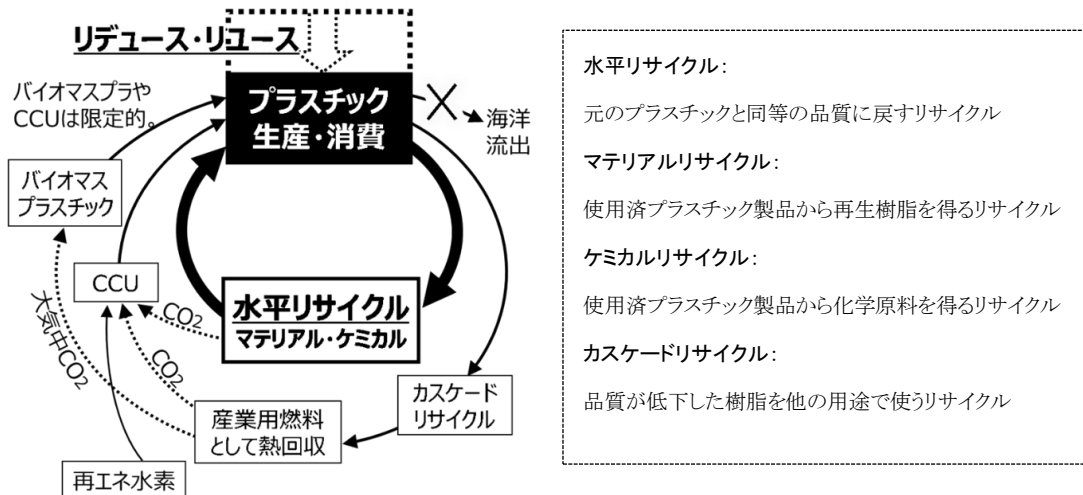 リデュース・リユース
バイオマスプラや
CCUは限定的。
プラスチック
生産・消費
海洋
流出
バイオマス
プラスチック
CCU
水平リサイクル
マテリアル・ケミカル
CO2
CO2
大気中CO2
カスケード
リサイクル
産業用燃料
として熱回収
再エネ水素
水平リサイクル：
元のプラスチックと同等の品質に戻すリサイクル
マテリアルリサイクル：
使用済プラスチック製品から再生樹脂を得るリサイクル
ケミカルリサイクル：
使用済プラスチック製品から化学原料を得るリサイクル
カスケードリサイクル：
品質が低下した樹脂を他の用途で使うリサイクル